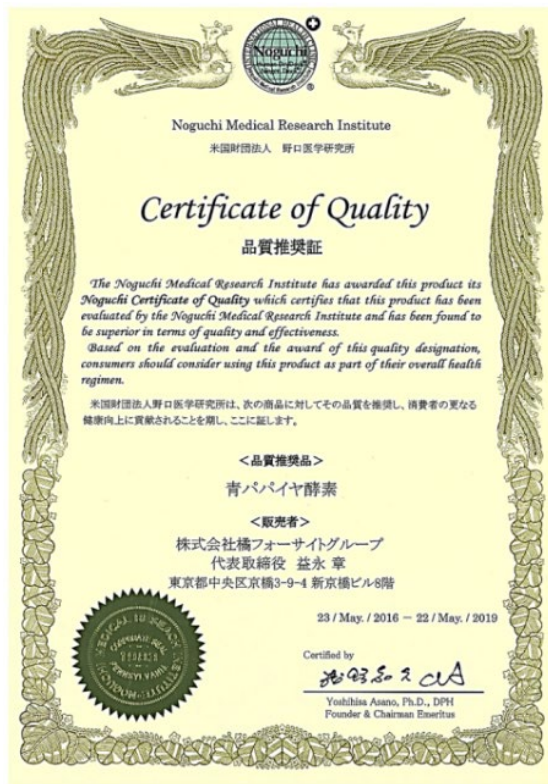 Noguchi
Noguchi Medical Research Institute
米国財団法人 野口医学研究所
Certificate of Quality
品質推奨証
The Noguchi Medical Research Institute has awarded this product its
Noguchi Certificate of Quality which certifies that this product has been
evaluated by the Noguchi Medical Research Institute and has been found to
be superior in terms of quality and effectiveness.
Based on the evaluation and the award of this quality designation,
consumers should consider using this product as part of their overall health
regimen.
米国財団法人野口医学研究所は、次の商品に対してその品質を推奨し、消費者の更なる
健康向上に貢献されることを期し、ここに証します。
<品質推奨品>
青パパイヤ酵素
<販売者>
株式会社橘フォーサイトグループ
代表取締役 益永 章
東京都中央区京橋3-9-4 新京橋ビル8階
23 / May. / 2016 − 22 / May. / 2019
Certified by
Yoshihisa Asano, Ph.D., DPH
Founder & Chairman Emeritus
CORPORATE SEAL
PENNSYLVANIA